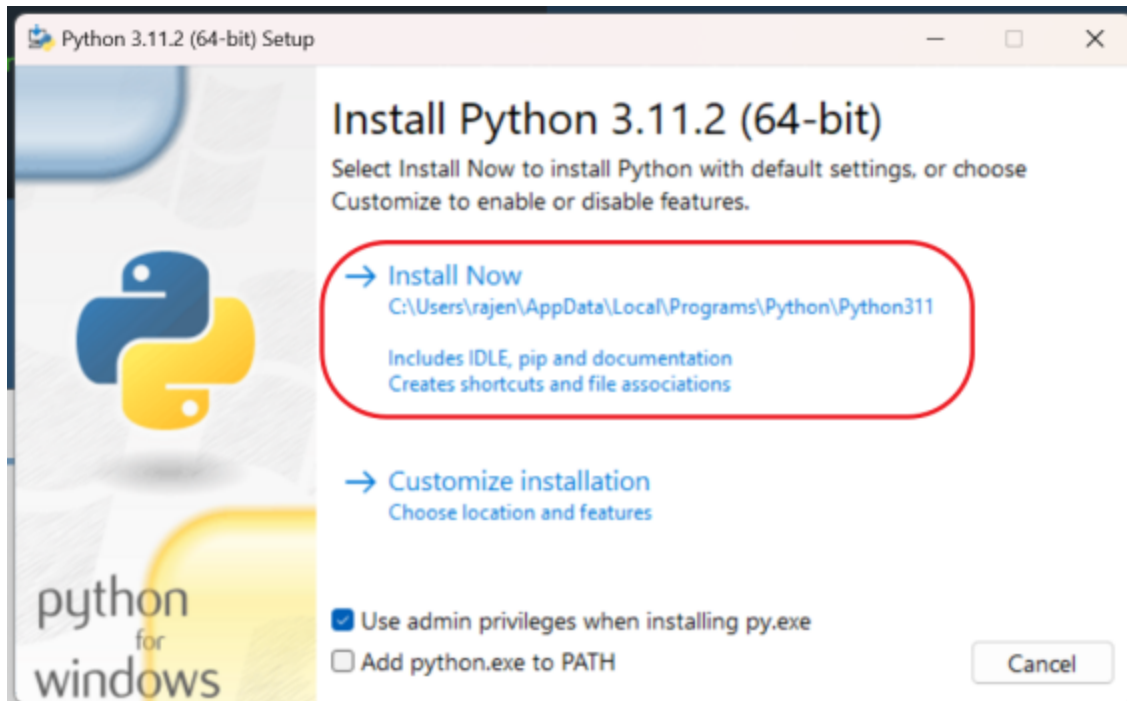 Python 3.11.2 (64-bit) Setup
Install Python 3.11.2 (64-bit)
Select Install Now to install Python with default settings, or choose
Customize to enable or disable features.
Install Now
C:\Users\rajen\AppData\Local\Programs\Python\Python311
Includes IDLE, pip and documentation
Creates shortcuts and file associations
Customize installation
Choose location and features
python
for
windows
Use admin privileges when installing py.exe
Add python.exe to PATH
Cancel